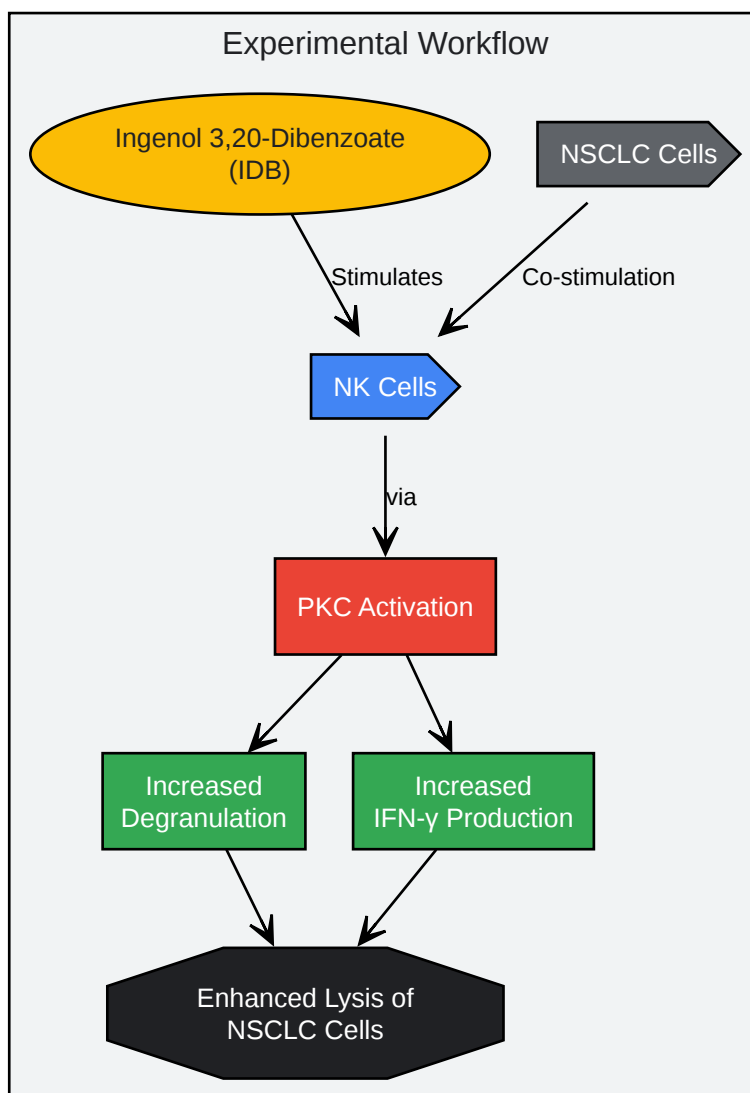 Experimental Workflow
Ingenol 3,20-Dibenzoate
(IDB)
NSCLC Cells
Stimulates
Co-stimulation
NK Cells
via
PKC Activation
Increased
Degranulation
Increased
IFN-γ Production
Enhanced Lysis of
NSCLC Cells